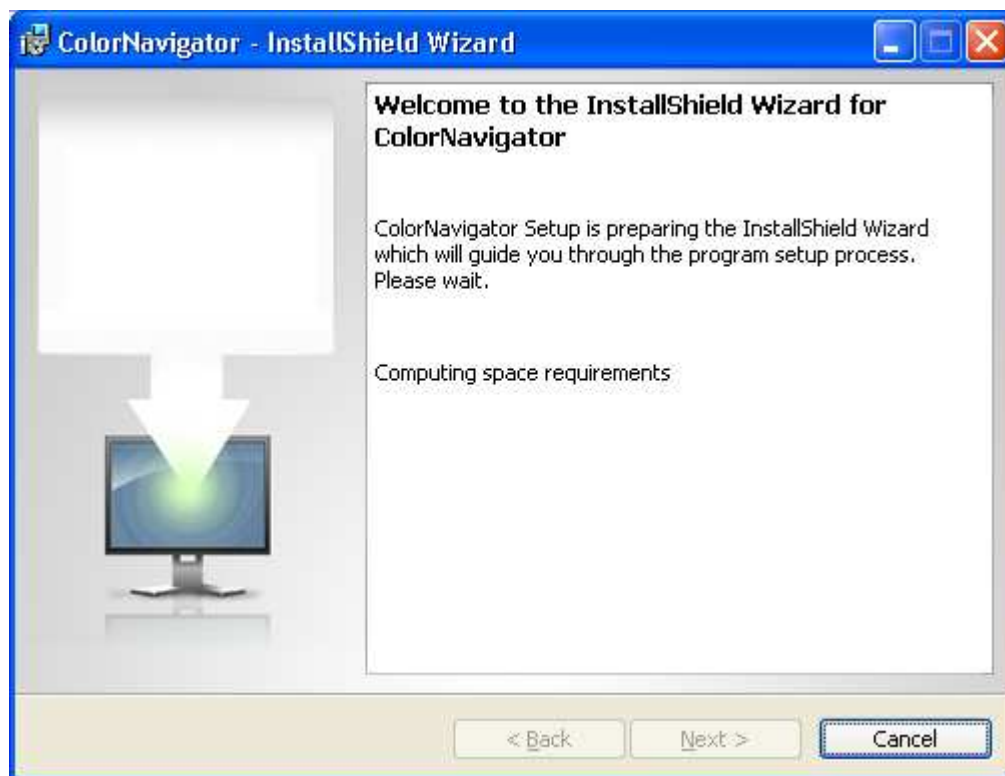 ColorNavigator - InstallShield Wizard
Welcome to the InstallShield Wizard for
ColorNavigator
ColorNavigator Setup is preparing the InstallShield Wizard
which will guide you through the program setup process.
Please wait.
Computing space requirements
< Back
Next >
Cancel